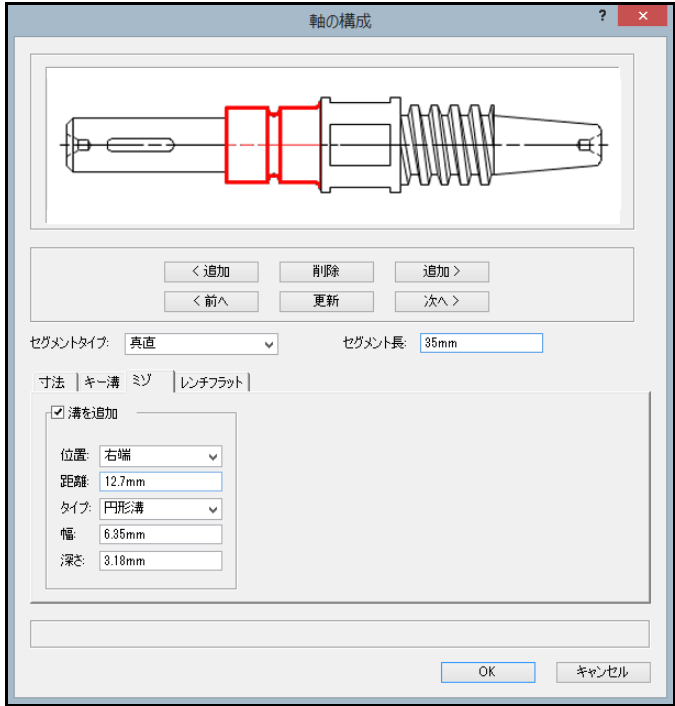 軸の構成
?
×
< 追加 削除 追加 >
< 前へ 更新 次へ >
セグメントタイプ: 真直 セグメント長: 35mm
寸法 キー溝 ミゾ レンチフラット
溝を追加
位置: 右端
距離: 12.7mm
タイプ: 円形溝
幅: 6.35mm
深さ: 3.18mm
OK キャンセル